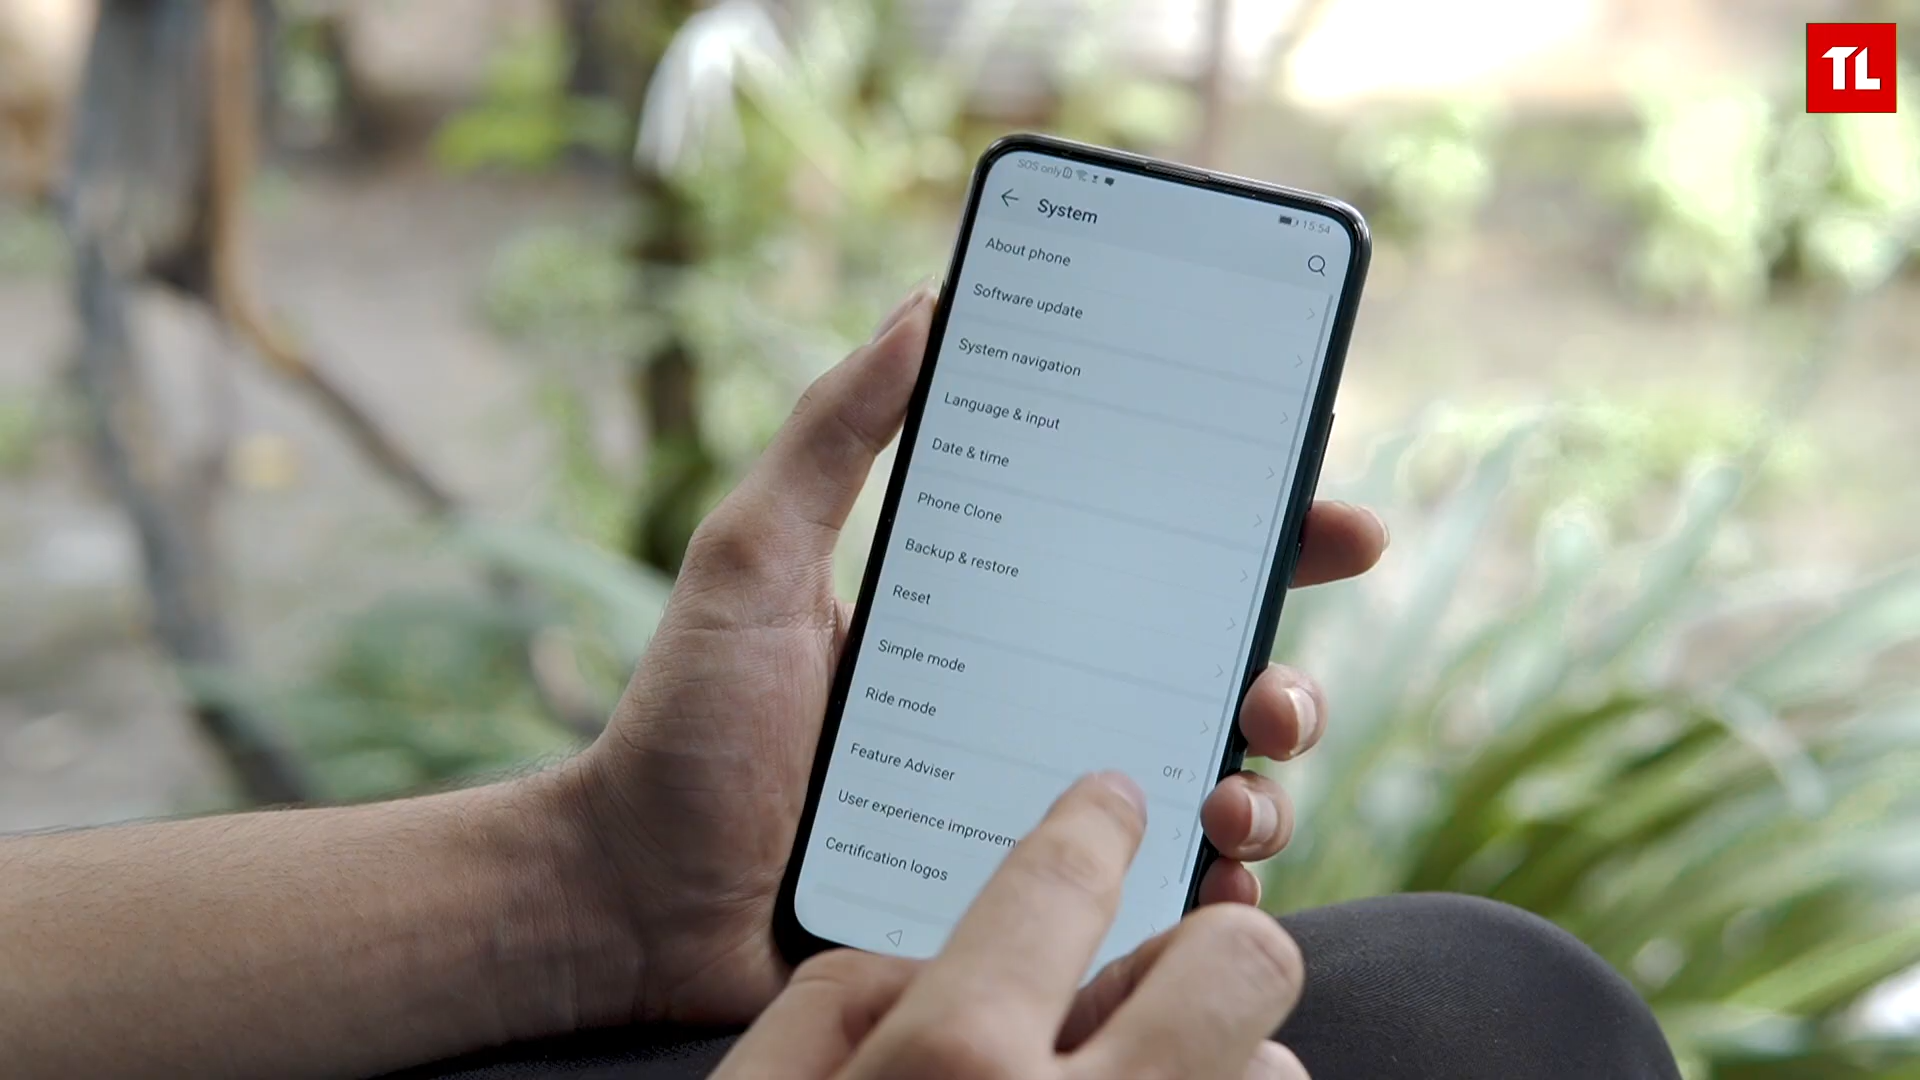 TL
SOS only
15:54
System
About phone
Software update
System navigation
Language & input
Date & time
Phone Clone
Backup & restore
Reset
Simple mode
Ride mode
Off
Feature Adviser
User experience improvem
Certification logos